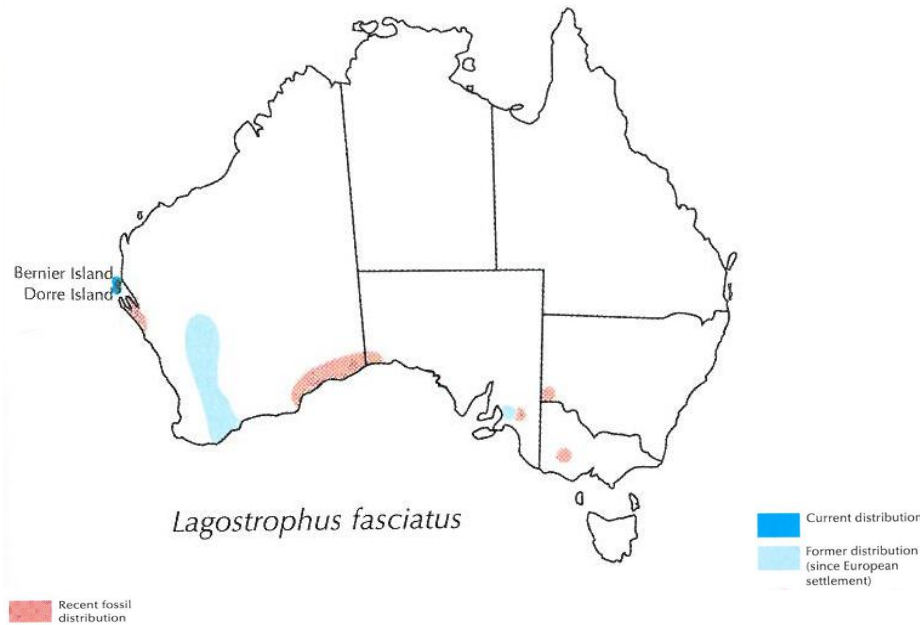 Bernier Island
Dorre Island
Lagostrophus fasciatus
Current distribution
Former distribution
(since European
settlement)
Recent fossil
distribution